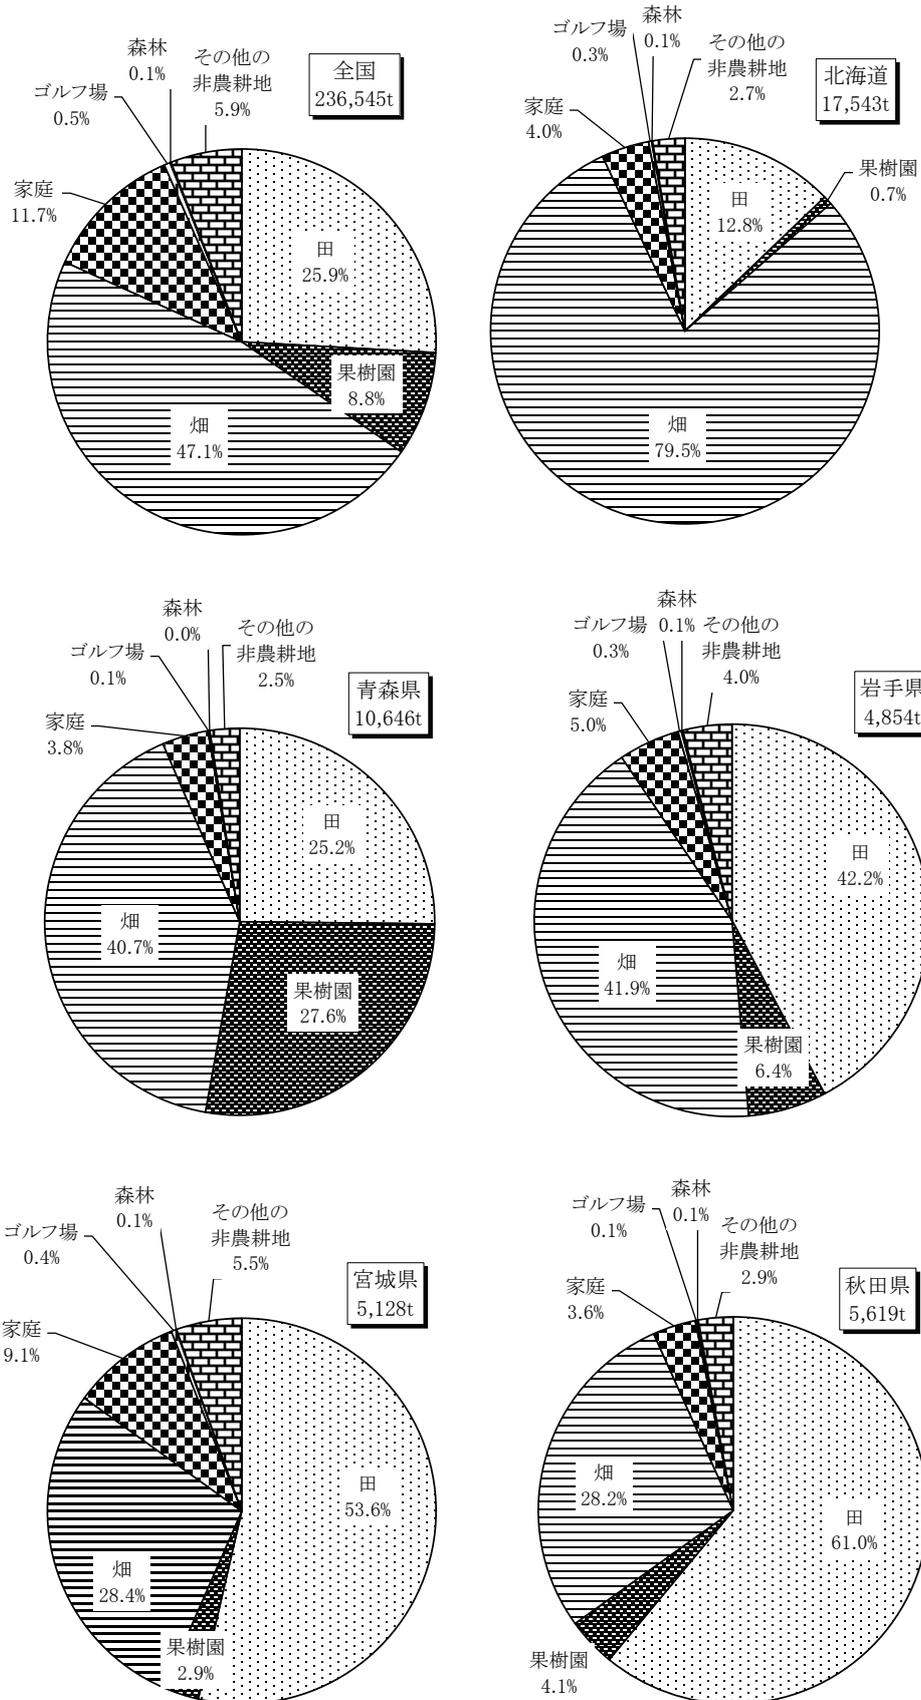 全国
236,545t
森林
0.1%
その他の
非農耕地
5.9%
ゴルフ場
0.5%
家庭
11.7%
田
25.9%
果樹園
8.8%
畑
47.1%
北海道
17,543t
ゴルフ場
0.3%
森林
0.1%
その他の
非農耕地
2.7%
家庭
4.0%
果樹園
0.7%
田
12.8%
畑
79.5%
青森県
10,646t
森林
0.0%
その他の
非農耕地
2.5%
ゴルフ場
0.1%
家庭
3.8%
田
25.2%
畑
40.7%
果樹園
27.6%
岩手県
4,854t
森林
0.1%
ゴルフ場
0.3%
その他の
非農耕地
4.0%
家庭
5.0%
田
42.2%
畑
41.9%
果樹園
6.4%
宮城県
5,128t
森林
0.1%
その他の
非農耕地
5.5%
ゴルフ場
0.4%
家庭
9.1%
田
53.6%
畑
28.4%
果樹園
2.9%
秋田県
5,619t
森林
0.1%
ゴルフ場
0.1%
その他の
非農耕地
2.9%
家庭
3.6%
畑
28.2%
田
61.0%
果樹園
4.1%